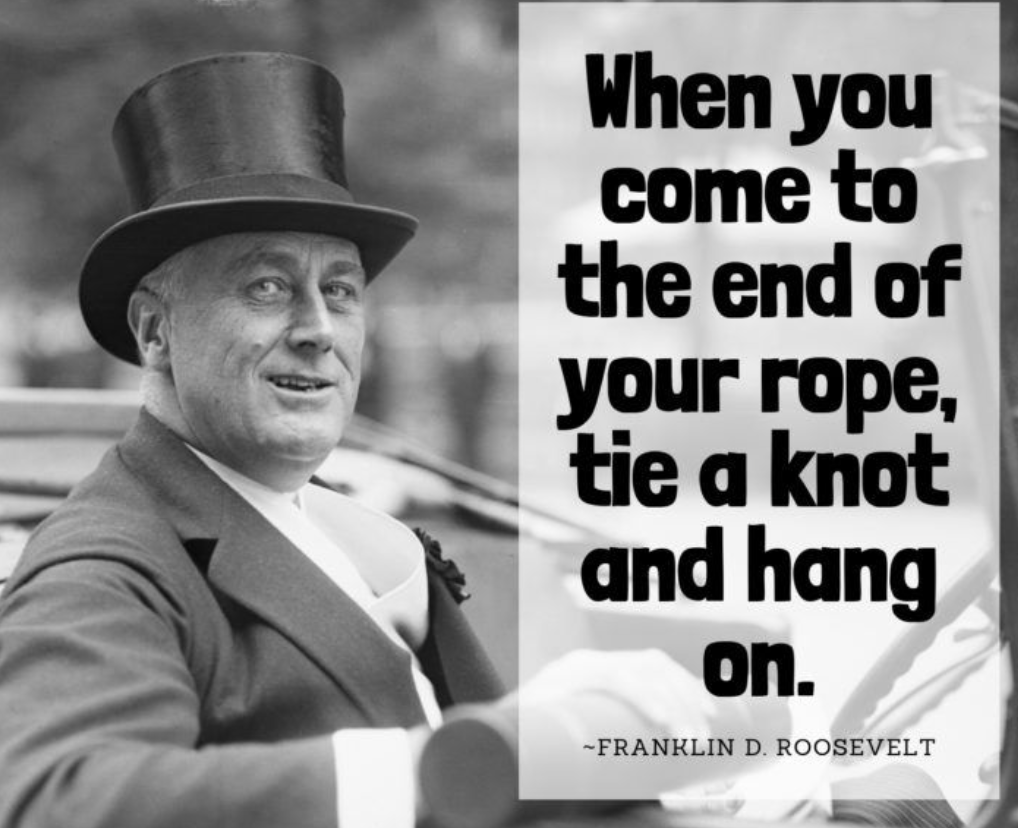 When you
come to
the end of
your rope,
tie a knot
and hang
on.
~FRANKLIN D. ROOSEVELT